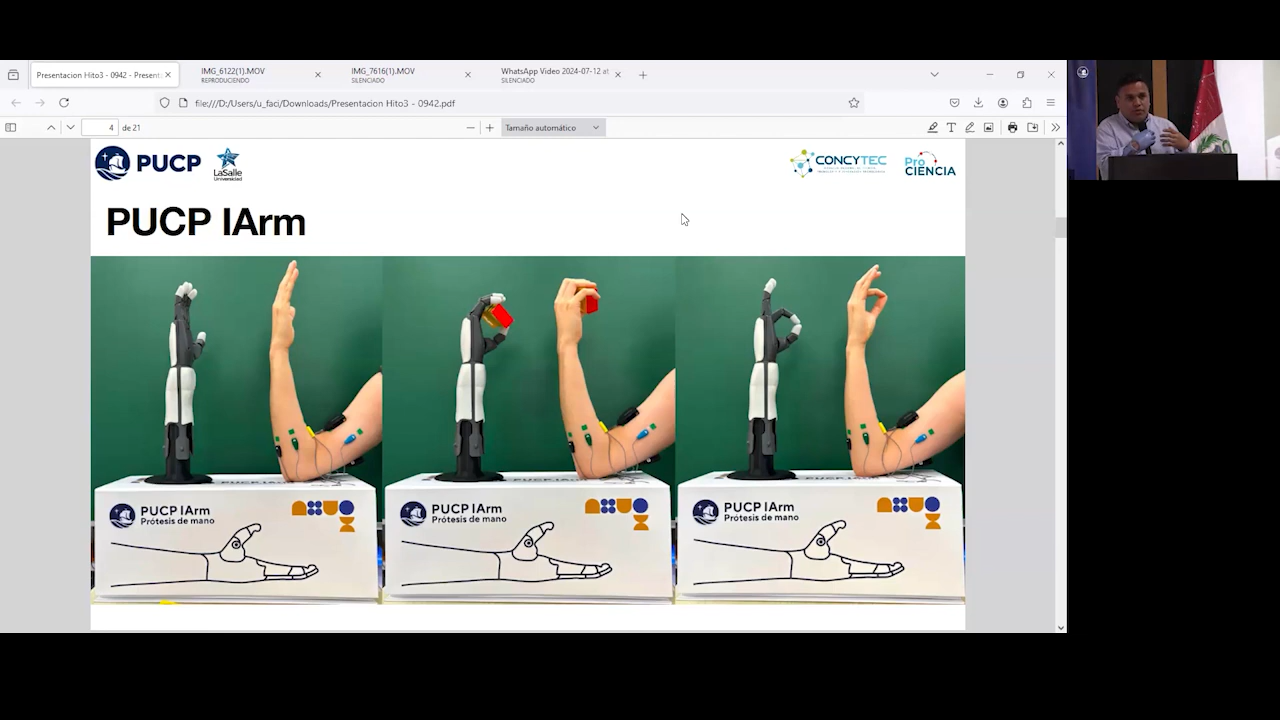 Presentacion Hito3 - 0942 - Present
IMG_6122(1).MOV
REPRODUCIENDO
IMG_7616(1).MOV
SILENCIADO
WhatsApp Video 2024-07-12 at
SILENCIADO
file:///D:/Users/u_faci/Downloads/Presentacion Hito3 - 0942.pdf
4 de 21
Tamaño automático
PUCP
LaSalle
Universidad
CONCYTEC
Pro
CIENCIA
PUCP IArm
PUCP IArm
Prótesis de mano
PUCP IArm
Prótesis de mano
PUCP IArm
Prótesis de mano